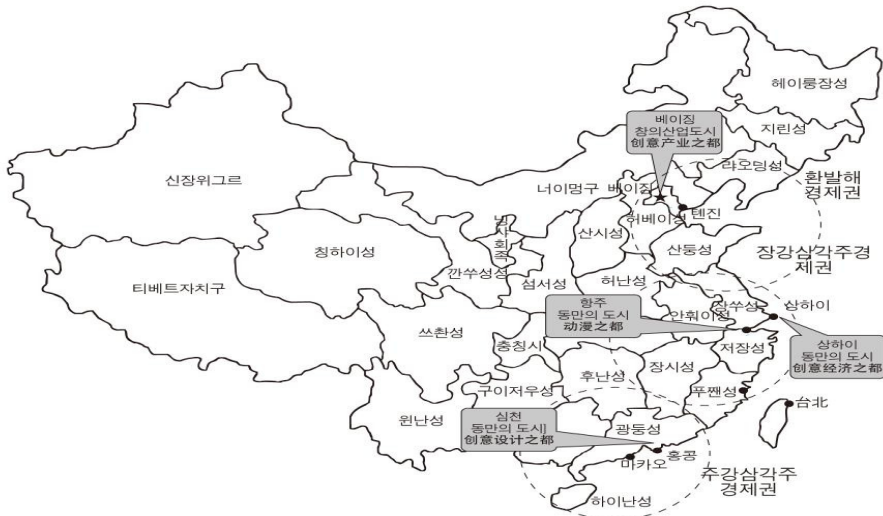 헤이룽장성
베이징
창의산업도시
创意产业之都
지린성
랴오닝성
환발해
경제권
신장위그르
너이멍구
베이징
텐진
허베이성
산시성
칭하이성
산둥성
장강삼각주경
제권
티베트자치구
깐쑤성성
섬서성
허난성
항주
동만의 도시
动漫之都
안훠이성
상하이
쓰촨성
충칭시
저장성
상하이
동만의 도시
创意经济之都
후난성
장시성
구이저우성
푸쨴성
윈난성
台北
심천
동만의 도시
创意设计之都
광둥성
마카오
홍콩
주강삼각주
경제권
하이난성